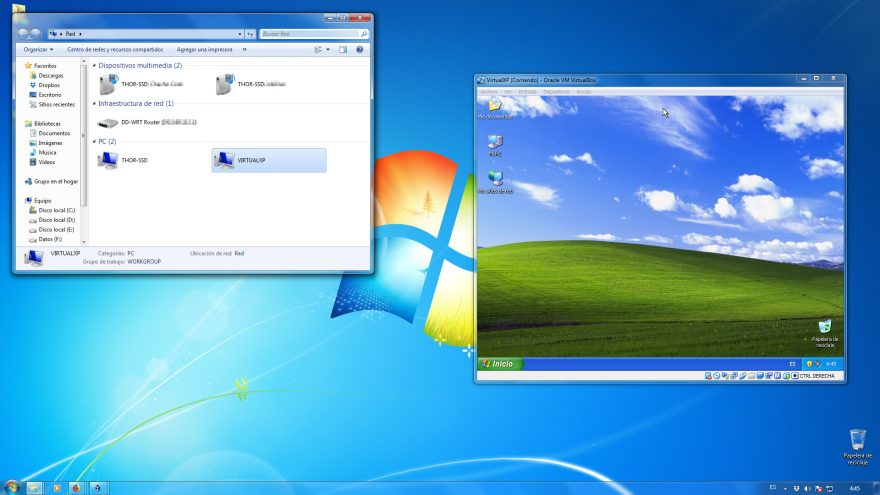 Red
Buscar Red
Organizar
Centro de redes y recursos compartidos
Agregar una impresora
»
Favoritos
Descargas
Dropbox
Escritorio
Sitios recientes
Bibliotecas
Documentos
Imágenes
Música
Vídeos
Grupo en el hogar
Equipo
Disco local (C:)
Disco local (D:)
Disco local (E:)
Datos (F:)
Dispositivos multimedia (2)
THOR-SSD:
THOR-SSD:
Infraestructura de red (1)
DD-WRT Router
PC (2)
THOR-SSD
VIRTUALXP
VIRTUALXP
Categorías: PC
Ubicación de red: Red
Grupo de trabajo: WORKGROUP
VirtualXP [Corriendo] - Oracle VM VirtualBox
Archivo Ver Entrada Dispositivos Ayuda
Mis documentos
Mi PC
Mis sitios de red
Papelera de
reciclaje
Inicio
ES
4:45
CTRL DERECHA
Papelera de
reciclaje
ES
4:45